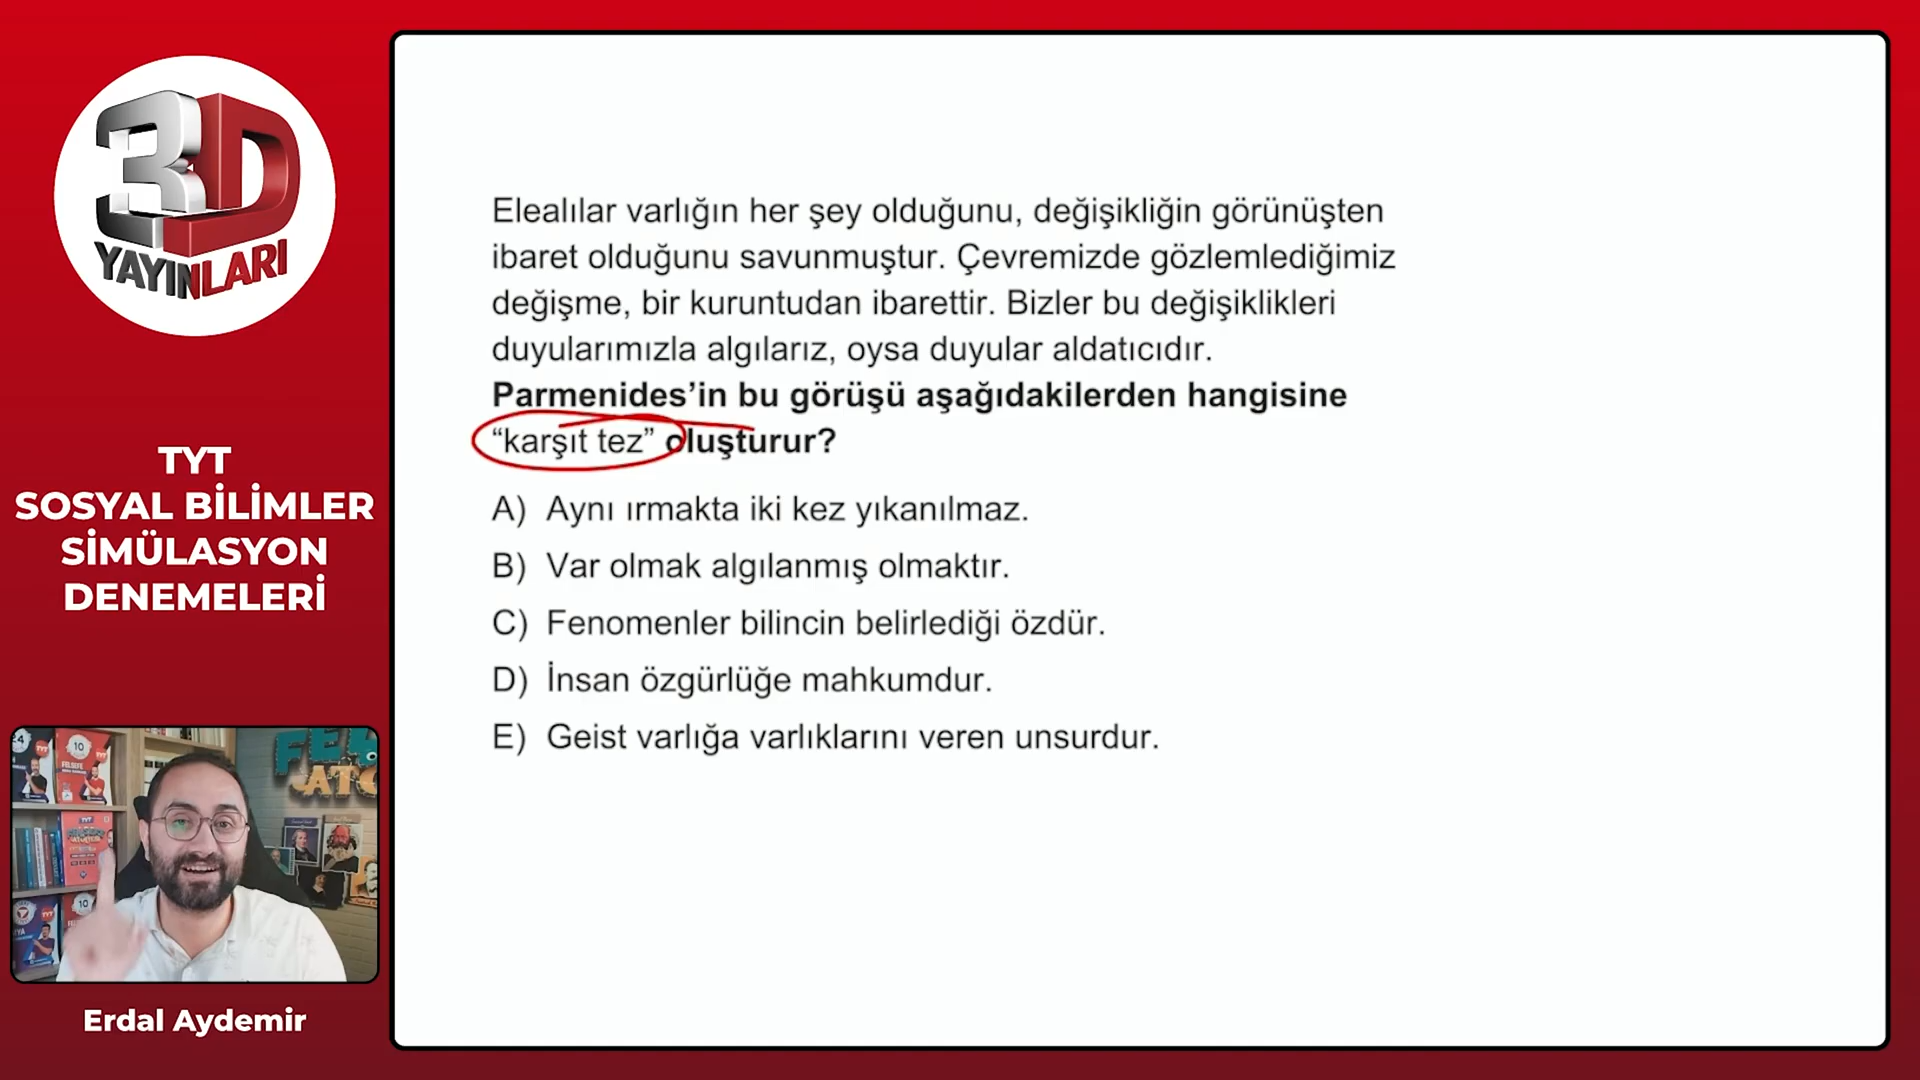 3D
YAYINLARI
TYT
SOSYAL BİLİMLER
SİMÜLASYON
DENEMELERİ
Erdal Aydemir
Elealılar varlığın her şey olduğunu, değişikliğin görünüşten
ibaret olduğunu savunmuştur. Çevremizde gözlemlediğimiz
değişme, bir kuruntudan ibarettir. Bizler bu değişiklikleri
duyularımızla algılarız, oysa duyular aldatıcıdır.
Parmenides’in bu görüşü aşağıdakilerden hangisine
“karşıt tez” oluşturur?
A) Aynı ırmakta iki kez yıkanılmaz.
B) Var olmak algılanmış olmaktır.
C) Fenomenler bilincin belirlediği özdür.
D) İnsan özgürlüğe mahkumdur.
E) Geist varlığa varlıklarını veren unsurdur.